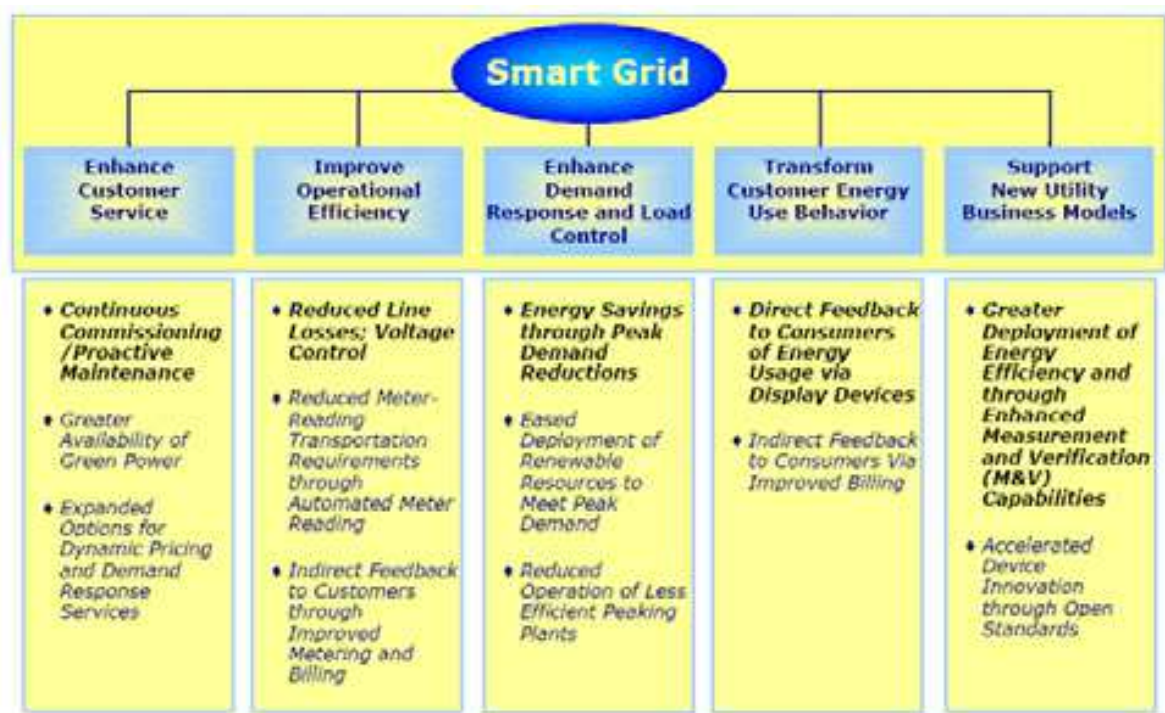 Smart Grid
Enhance
Customer
Service
Improve
Operational
Efficiency
Enhance
Demand
Response and Load
Control
Transform
Customer Energy
Use Behavior
Support
New Utility
Business Models
♦ Continuous
Commissioning
/Proactive
Maintenance
♦ Greater
Availability of
Green Power
♦ Expanded
Options for
Dynamic Pricing
and Demand
Response
Services
♦ Reduced Line
Losses; Voltage
Control
♦ Reduced Meter-
Reading
Transportation
Requirements
through
Automated Meter
Reading
♦ Indirect Feedback
to Customers
through
Improved
Metering and
Billing
♦ Energy Savings
through Peak
Demand
Reductions
♦ Eased
Deployment of
Renewable
Resources to
Meet Peak
Demand
♦ Reduced
Operation of Less
Efficient Peaking
Plants
♦ Direct Feedback
to Consumers
of Energy
Usage via
Display Devices
♦ Indirect Feedback
to Consumers Via
Improved Billing
♦ Greater
Deployment of
Energy
Efficiency and
through
Enhanced
Measurement
and Verification
(M&V)
Capabilities
♦ Accelerated
Device
Innovation
through Open
Standards